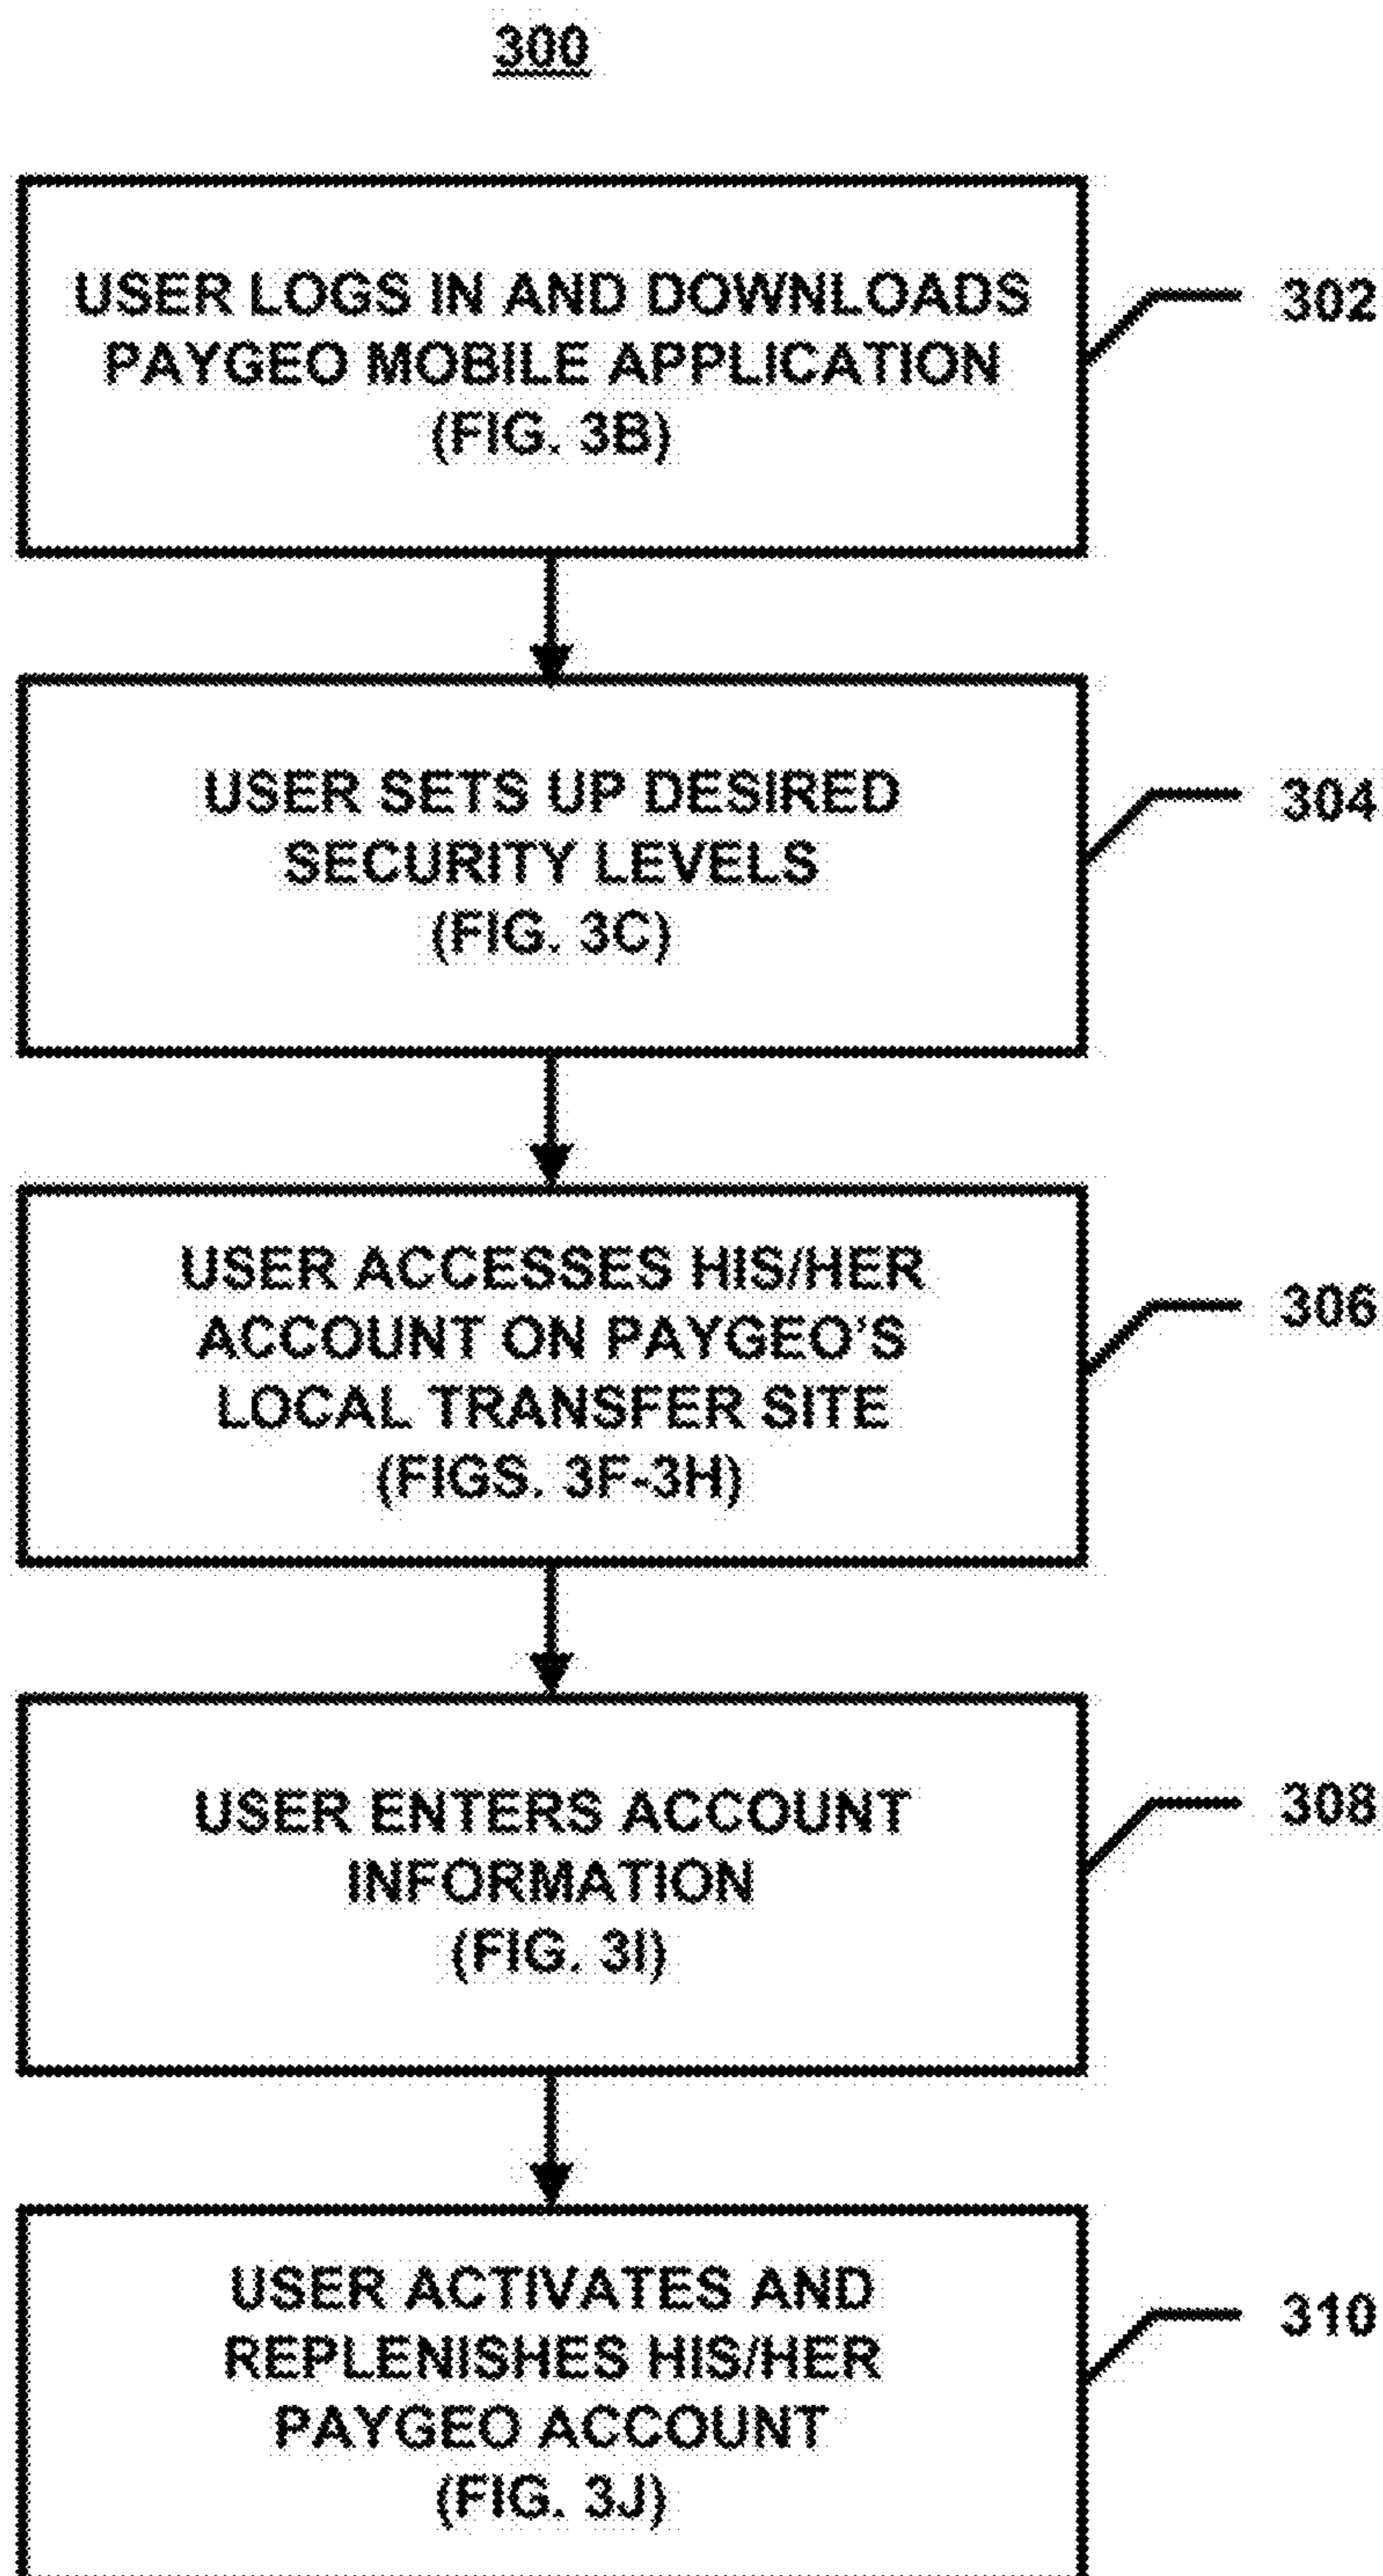 300
USER LOGS IN AND DOWNLOADS
PAYGEO MOBILE APPLICATION
(FIG. 3B)
302
USER SETS UP DESIRED
SECURITY LEVELS
(FIG. 3C)
304
USER ACCESSES HIS/HER
ACCOUNT ON PAYGEO'S
LOCAL TRANSFER SITE
(FIGS. 3F-3H)
306
USER ENTERS ACCOUNT
INFORMATION
(FIG. 3I)
308
USER ACTIVATES AND
REPLENISHES HIS/HER
PAYGEO ACCOUNT
(FIG. 3J)
310